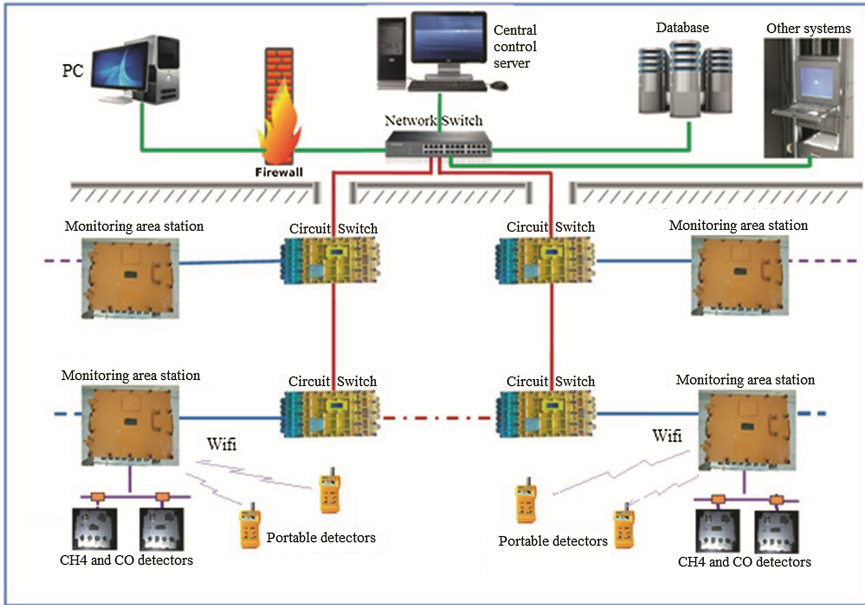 Central
control
server
Database
Other systems
PC
Network Switch
Firewall
Monitoring area station
Circuit Switch
Circuit Switch
Monitoring area station
Monitoring area station
Circuit Switch
Circuit Switch
Monitoring area station
Wifi
Wifi
Portable detectors
Portable detectors
CH4 and CO detectors
CH4 and CO detectors